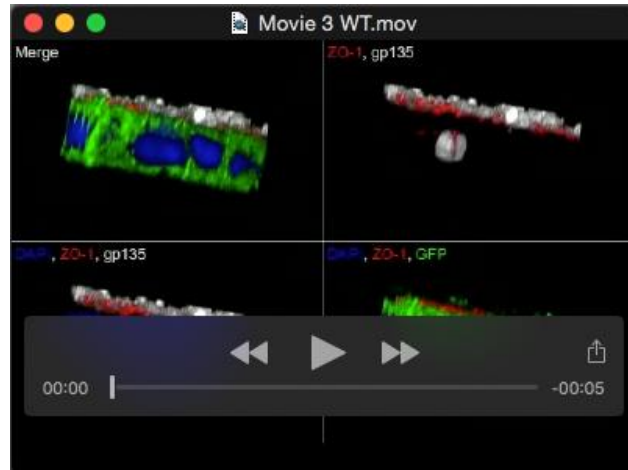 Movie 3 WT.mov
Merge
ZO-1, gp135
DAPI, ZO-1, gp135
DAPI, ZO-1, GFP
00:00
-00:05